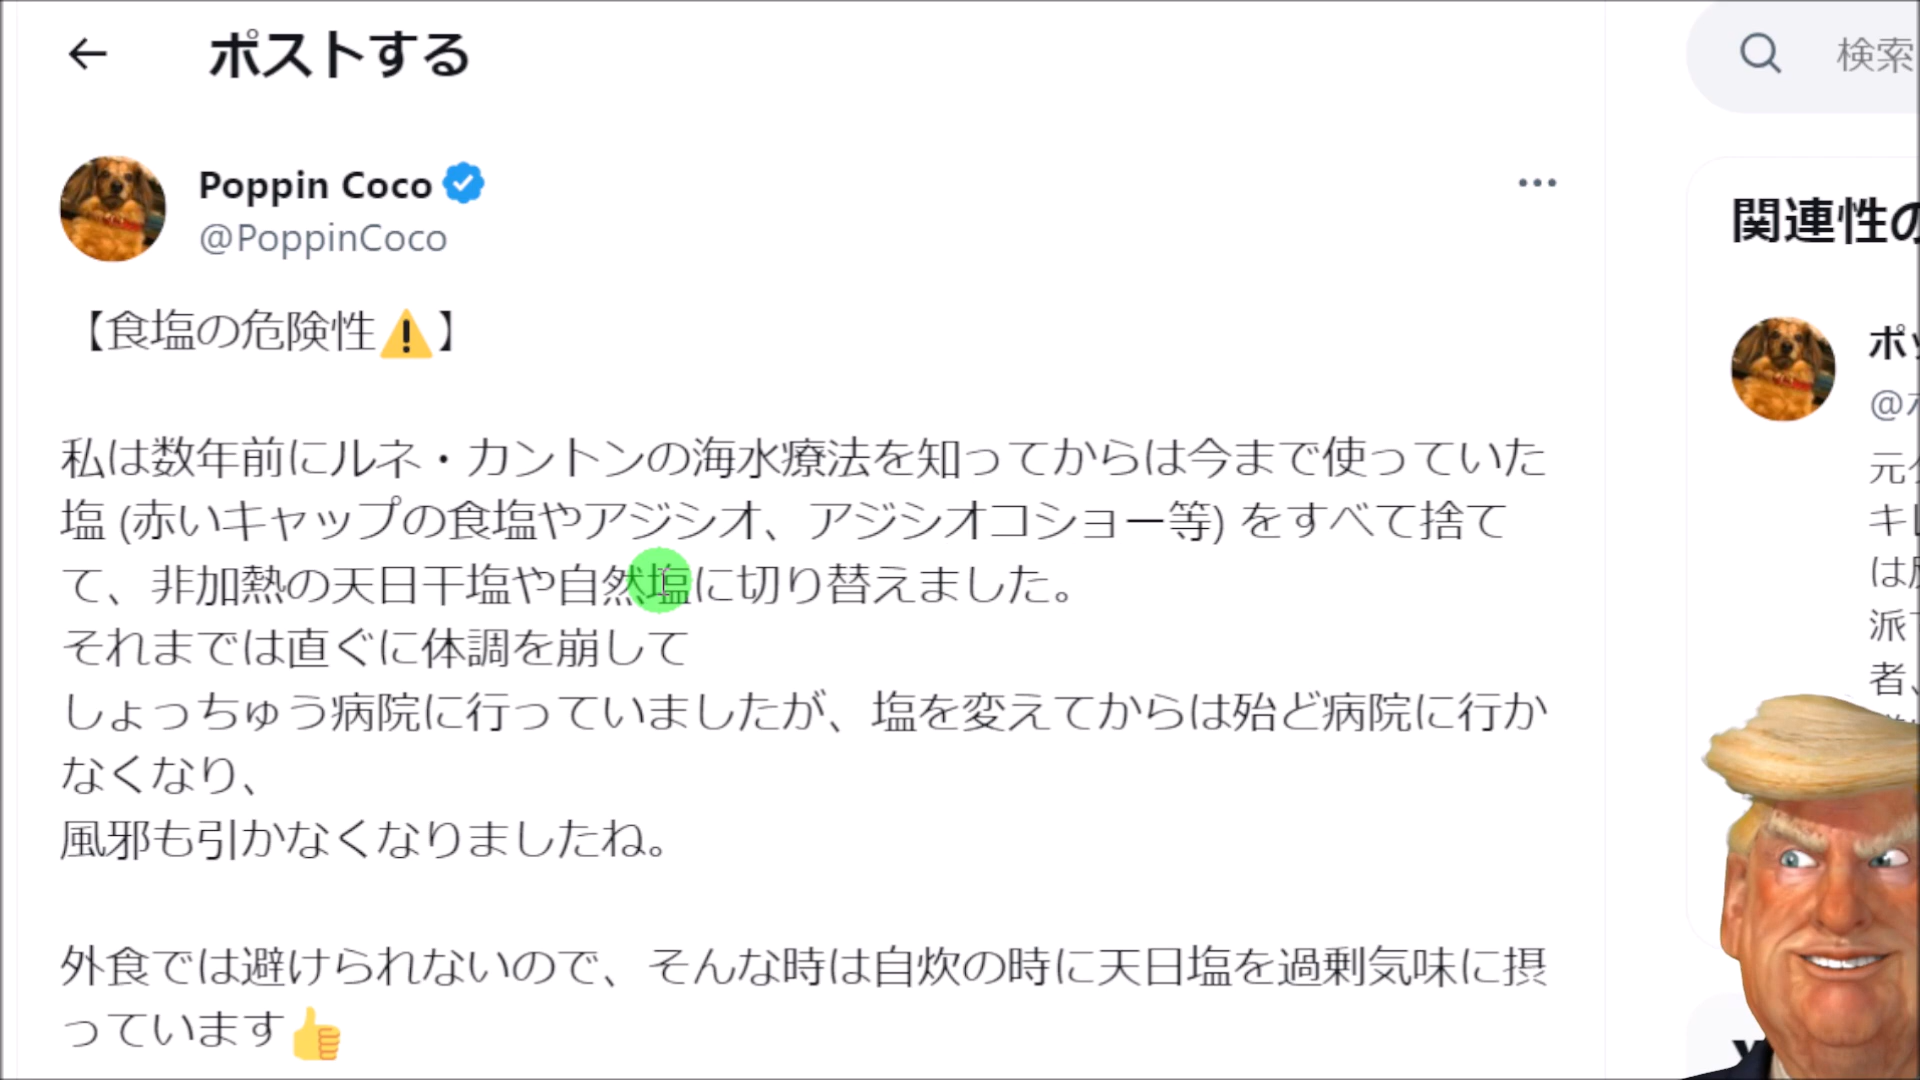 ポストする
検索
Poppin Coco
@PoppinCoco
【食塩の危険性⚠️】
私は数年前にルネ・カントンの海水療法を知ってからは今まで使っていた
塩 (赤いキャップの食塩やアジシオ、アジシオコショー等) をすべて捨て
て、非加熱の天日干塩や自然塩に切り替えました。
それまでは直ぐに体調を崩して
しょっちゅう病院に行っていましたが、塩を変えてからは殆ど病院に行か
なくなり、
風邪も引かなくなりましたね。
外食では避けられないので、そんな時は自炊の時に天日塩を過剰気味に摂
っています👍
関連性の
ポッ
@ポ
元
キ
は
派
者、